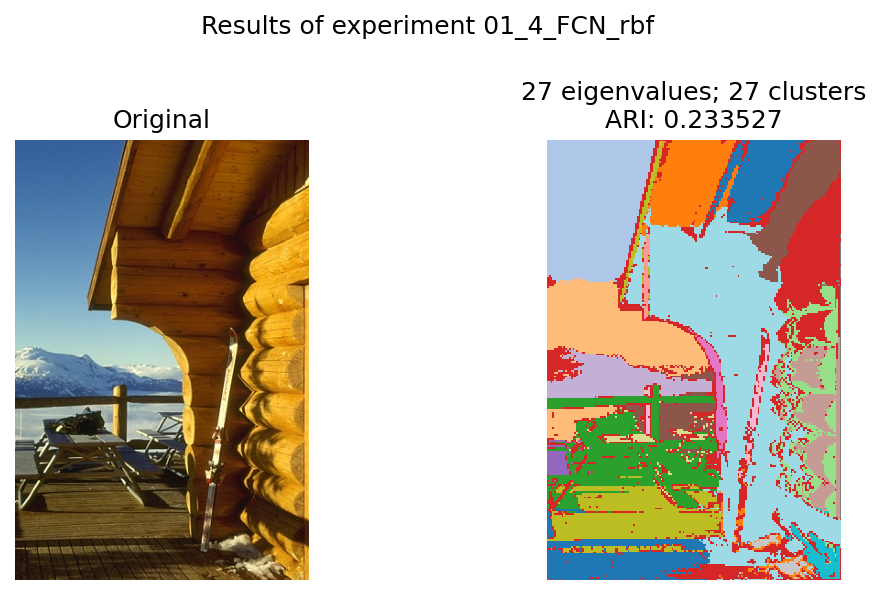 Results of experiment 01_4_FCN_rbf
Original
27 eigenvalues; 27 clusters
ARI: 0.233527